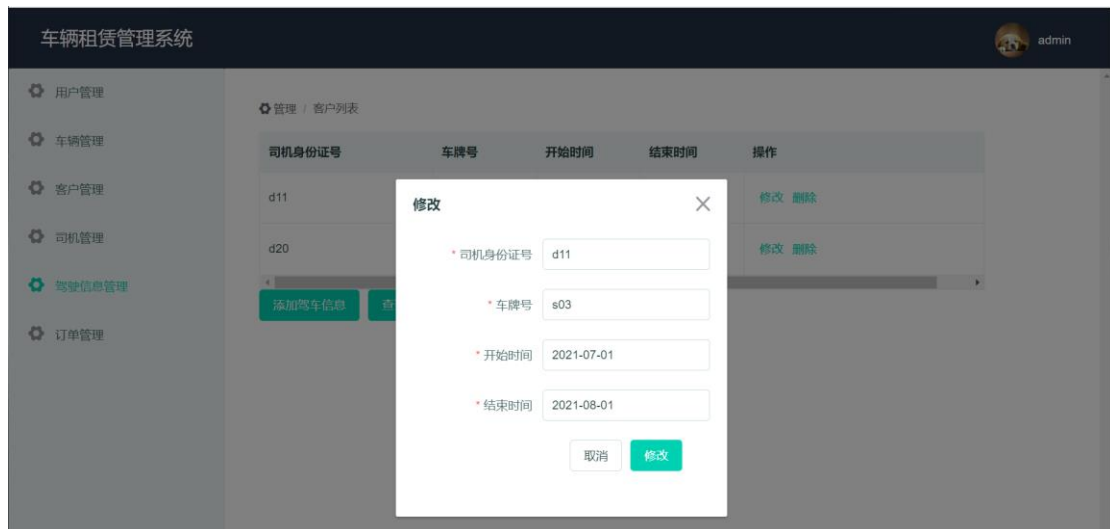 车辆租赁管理系统
admin
用户管理
车辆管理
客户管理
司机管理
驾驶信息管理
订单管理
管理 / 客户列表
司机身份证号 车牌号 开始时间 结束时间 操作
d11 修改 删除
d20 修改 删除
添加驾车信息
修改
* 司机身份证号 d11
* 车牌号 s03
* 开始时间 2021-07-01
* 结束时间 2021-08-01
取消 修改